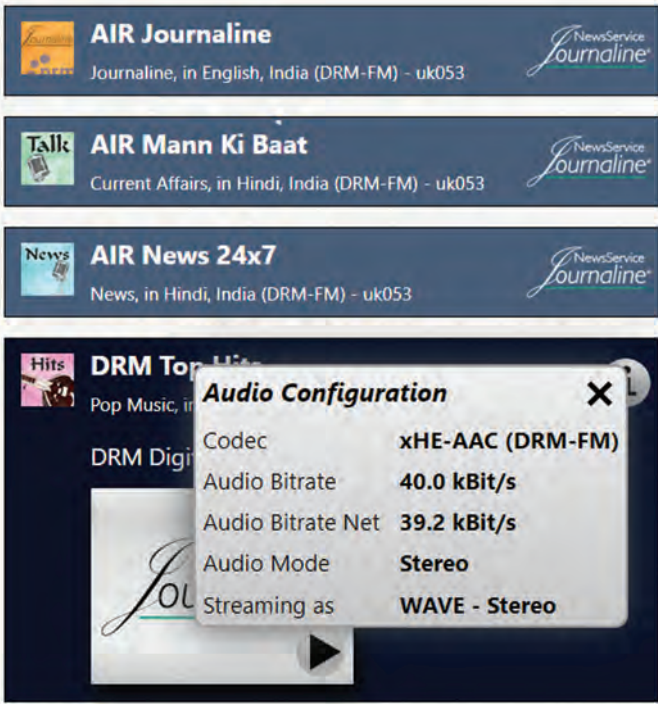 AIR Journaline
Journaline, in English, India (DRM-FM) - uk053
NewsService
Journaline®
Talk
AIR Mann Ki Baat
Current Affairs, in Hindi, India (DRM-FM) - uk053
NewsService
Journaline®
News
AIR News 24x7
News, in Hindi, India (DRM-FM) - uk053
NewsService
Journaline®
Hits
DRM Top Hits
Pop Music,
DRM Digi
Audio Configuration
Codec xHE-AAC (DRM-FM)
Audio Bitrate 40.0 kBit/s
Audio Bitrate Net 39.2 kBit/s
Audio Mode Stereo
Streaming as WAVE - Stereo